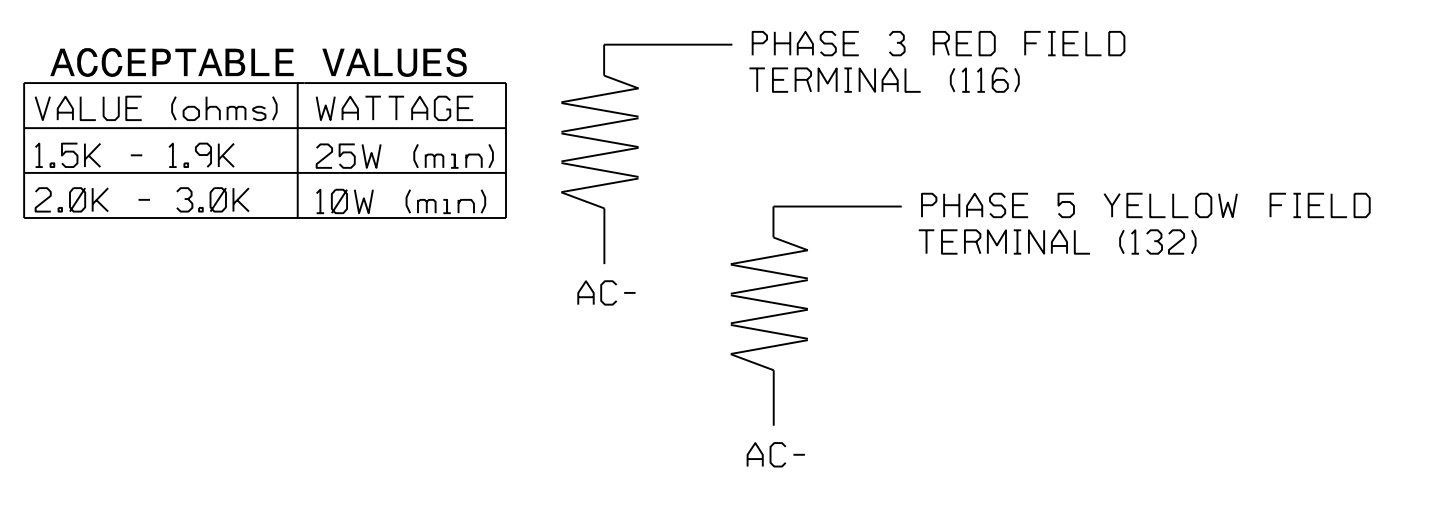 ACCEPTABLE VALUES
VALUE (ohms) WATTAGE
1.5K - 1.9K 25W (min)
2.0K - 3.0K 10W (min)
PHASE 3 RED FIELD
TERMINAL (116)
AC-
PHASE 5 YELLOW FIELD
TERMINAL (132)
AC-